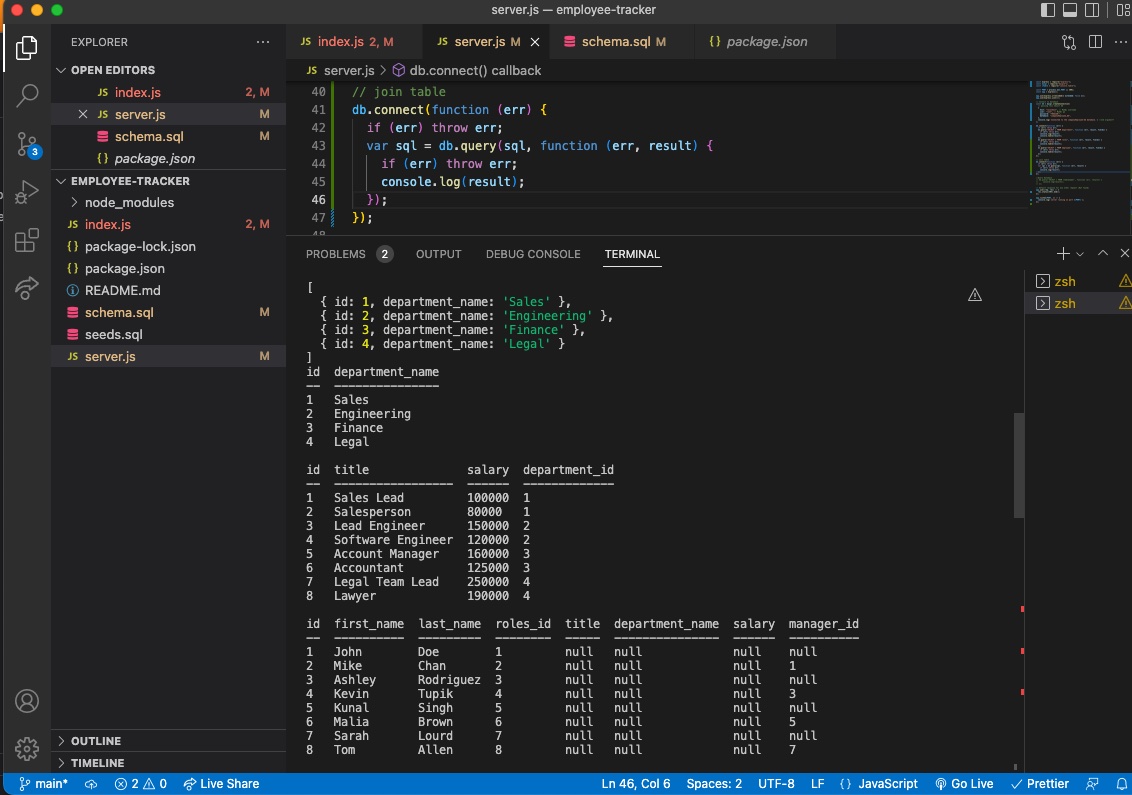 server.js — employee-tracker
EXPLORER
OPEN EDITORS
JS index.js 2, M
JS server.js M
schema.sql M
{} package.json
EMPLOYEE-TRACKER
node_modules
JS index.js 2, M
{} package-lock.json
{} package.json
README.md
schema.sql M
seeds.sql
JS server.js M
OUTLINE
TIMELINE
3
JS index.js 2, M JS server.js M schema.sql M {} package.json
JS server.js > db.connect() callback
40 // join table
41 db.connect(function (err) {
42 if (err) throw err;
43 var sql = db.query(sql, function (err, result) {
44 if (err) throw err;
45 console.log(result);
46 });
47 });
48
PROBLEMS 2 OUTPUT DEBUG CONSOLE TERMINAL
zsh
zsh
[
{ id: 1, department_name: 'Sales' },
{ id: 2, department_name: 'Engineering' },
{ id: 3, department_name: 'Finance' },
{ id: 4, department_name: 'Legal' }
]
id department_name
-- ---------------
1 Sales
2 Engineering
3 Finance
4 Legal
id title salary department_id
-- ----------------- ------ -------------
1 Sales Lead 100000 1
2 Salesperson 80000 1
3 Lead Engineer 150000 2
4 Software Engineer 120000 2
5 Account Manager 160000 3
6 Accountant 125000 3
7 Legal Team Lead 250000 4
8 Lawyer 190000 4
id first_name last_name roles_id title department_name salary manager_id
-- ---------- --------- -------- ----- --------------- ------ ----------
1 John Doe 1 null null null null
2 Mike Chan 2 null null null 1
3 Ashley Rodriguez 3 null null null null
4 Kevin Tupik 4 null null null 3
5 Kunal Singh 5 null null null null
6 Malia Brown 6 null null null 5
7 Sarah Lourd 7 null null null null
8 Tom Allen 8 null null null 7
main* 2 0 Live Share Ln 46, Col 6 Spaces: 2 UTF-8 LF {} JavaScript Go Live Prettier